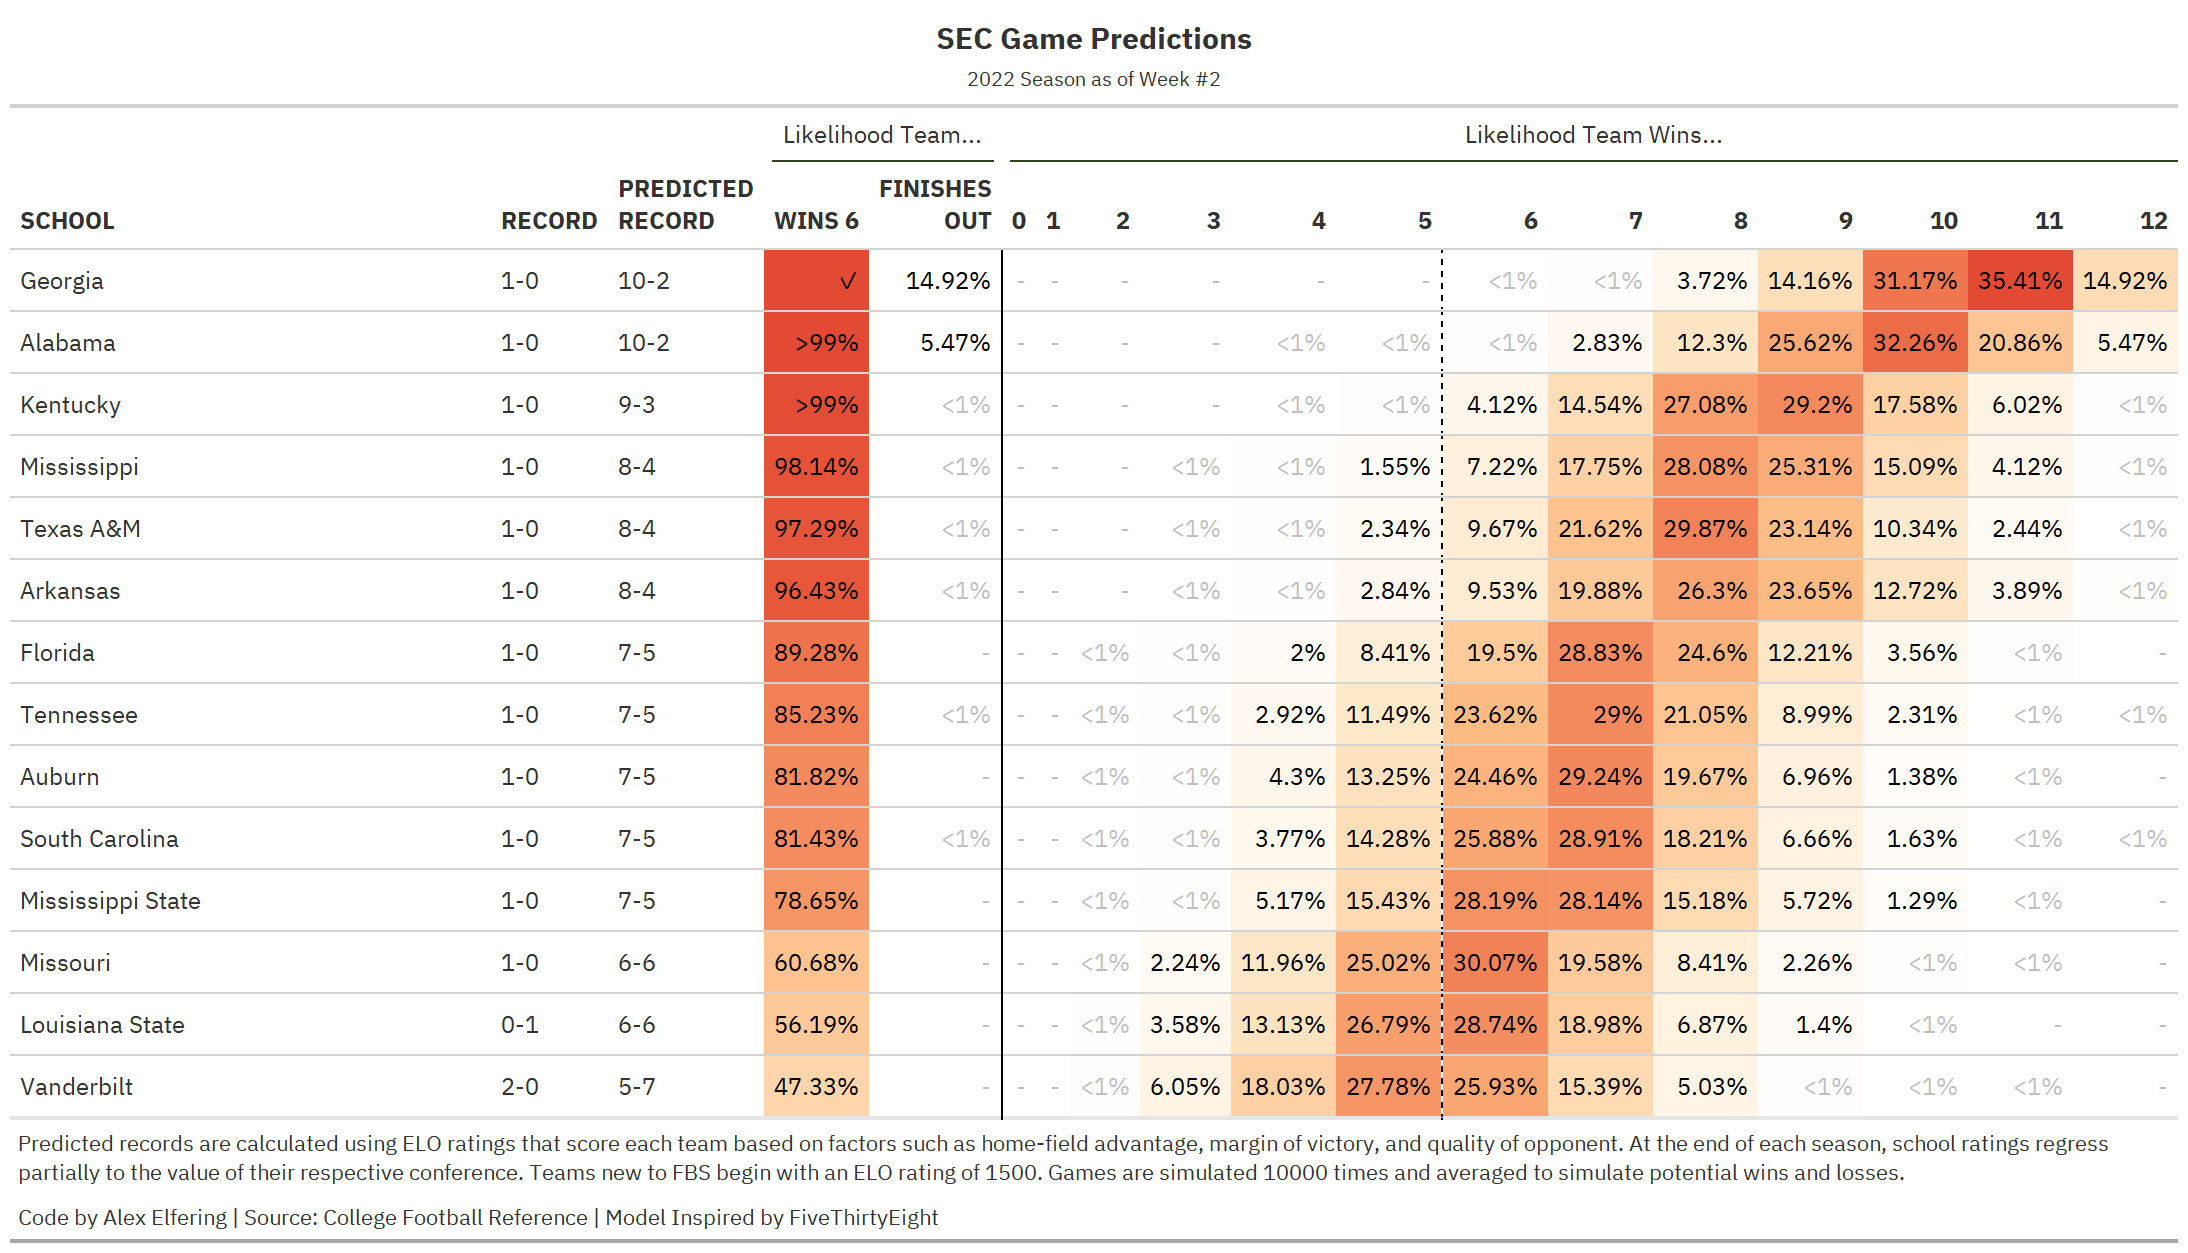 SEC Game Predictions
2022 Season as of Week #2
Likelihood Team... Likelihood Team Wins...
SCHOOL RECORD PREDICTED RECORD WINS 6 FINISHES OUT 0 1 2 3 4 5 6 7 8 9 10 11 12
Georgia 1-0 10-2 ✓ 14.92% - - - - - - <1% <1% 3.72% 14.16% 31.17% 35.41% 14.92%
Alabama 1-0 10-2 >99% 5.47% - - - - <1% <1% <1% 2.83% 12.3% 25.62% 32.26% 20.86% 5.47%
Kentucky 1-0 9-3 >99% <1% - - - - <1% <1% 4.12% 14.54% 27.08% 29.2% 17.58% 6.02% <1%
Mississippi 1-0 8-4 98.14% <1% - - - <1% <1% 1.55% 7.22% 17.75% 28.08% 25.31% 15.09% 4.12% <1%
Texas A&M 1-0 8-4 97.29% <1% - - - <1% <1% 2.34% 9.67% 21.62% 29.87% 23.14% 10.34% 2.44% <1%
Arkansas 1-0 8-4 96.43% <1% - - - <1% <1% 2.84% 9.53% 19.88% 26.3% 23.65% 12.72% 3.89% <1%
Florida 1-0 7-5 89.28% - - - <1% <1% 2% 8.41% 19.5% 28.83% 24.6% 12.21% 3.56% <1% -
Tennessee 1-0 7-5 85.23% <1% - - <1% <1% 2.92% 11.49% 23.62% 29% 21.05% 8.99% 2.31% <1% <1%
Auburn 1-0 7-5 81.82% - - - <1% <1% 4.3% 13.25% 24.46% 29.24% 19.67% 6.96% 1.38% <1% -
South Carolina 1-0 7-5 81.43% <1% - - <1% <1% 3.77% 14.28% 25.88% 28.91% 18.21% 6.66% 1.63% <1% <1%
Mississippi State 1-0 7-5 78.65% - - - <1% <1% 5.17% 15.43% 28.19% 28.14% 15.18% 5.72% 1.29% <1% -
Missouri 1-0 6-6 60.68% - - - <1% 2.24% 11.96% 25.02% 30.07% 19.58% 8.41% 2.26% <1% <1% -
Louisiana State 0-1 6-6 56.19% - - - <1% 3.58% 13.13% 26.79% 28.74% 18.98% 6.87% 1.4% <1% - -
Vanderbilt 2-0 5-7 47.33% - - - <1% 6.05% 18.03% 27.78% 25.93% 15.39% 5.03% <1% <1% <1% -
Predicted records are calculated using ELO ratings that score each team based on factors such as home-field advantage, margin of victory, and quality of opponent. At the end of each season, school ratings regress
partially to the value of their respective conference. Teams new to FBS begin with an ELO rating of 1500. Games are simulated 10000 times and averaged to simulate potential wins and losses.
Code by Alex Elfering | Source: College Football Reference | Model Inspired by FiveThirtyEight